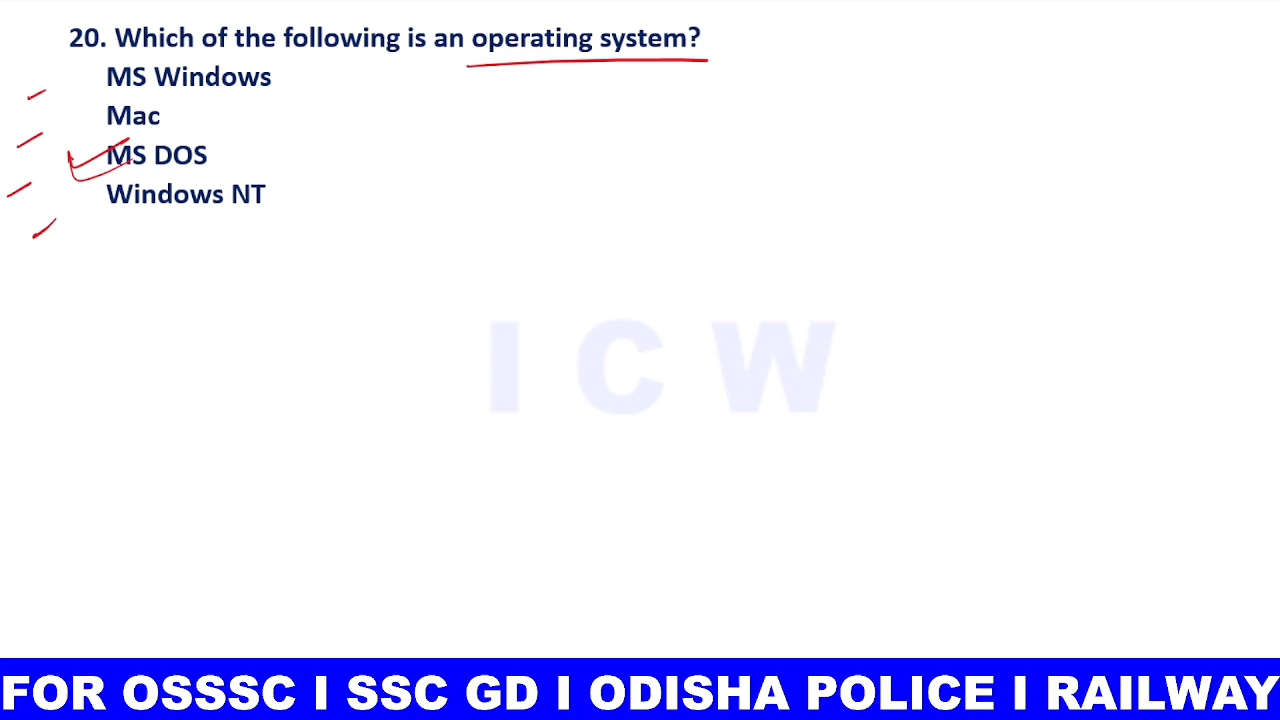 20. Which of the following is an operating system?
MS Windows
Mac
MS DOS
Windows NT
I C W
FOR OSSSC I SSC GD I ODISHA POLICE I RAILWAY